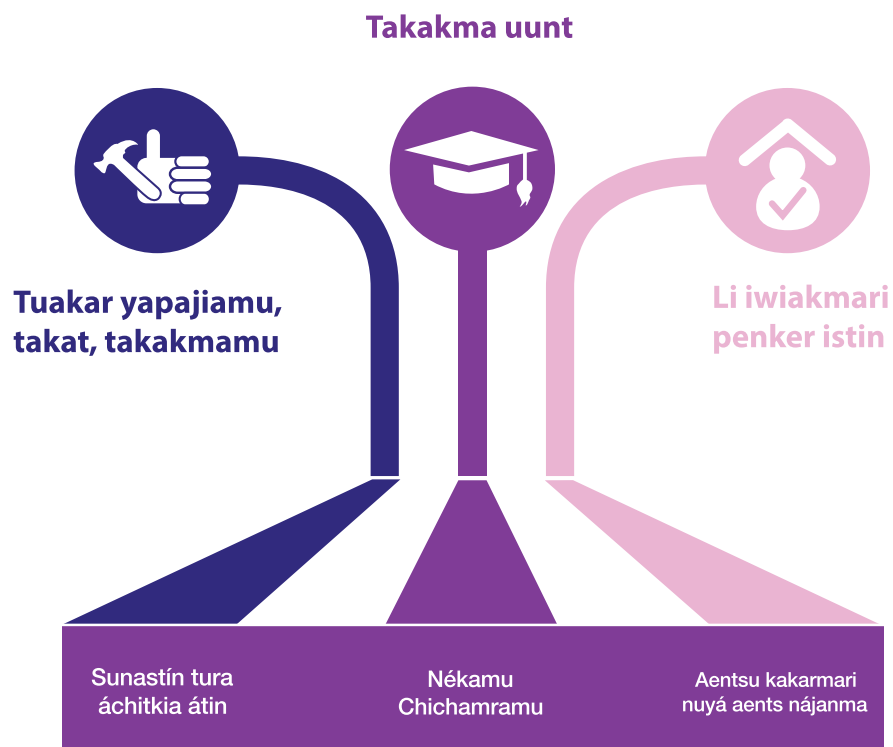 Takakma uunt
Tuakar yapajiamu,
takat, takakmamu
Li iwiakmari
penker istin
Sunastín tura
áchitkia átin
Nékamu
Chichamramu
Aentsu kakarmari
nuyá aents nájanma